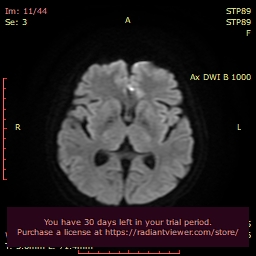 Im: 11/44
Se: 3
A
STP89
STP89
F
Ax DWI B 1000
R
L
You have 30 days left in your trial period.
Purchase a license at https://radiantviewer.com/store/